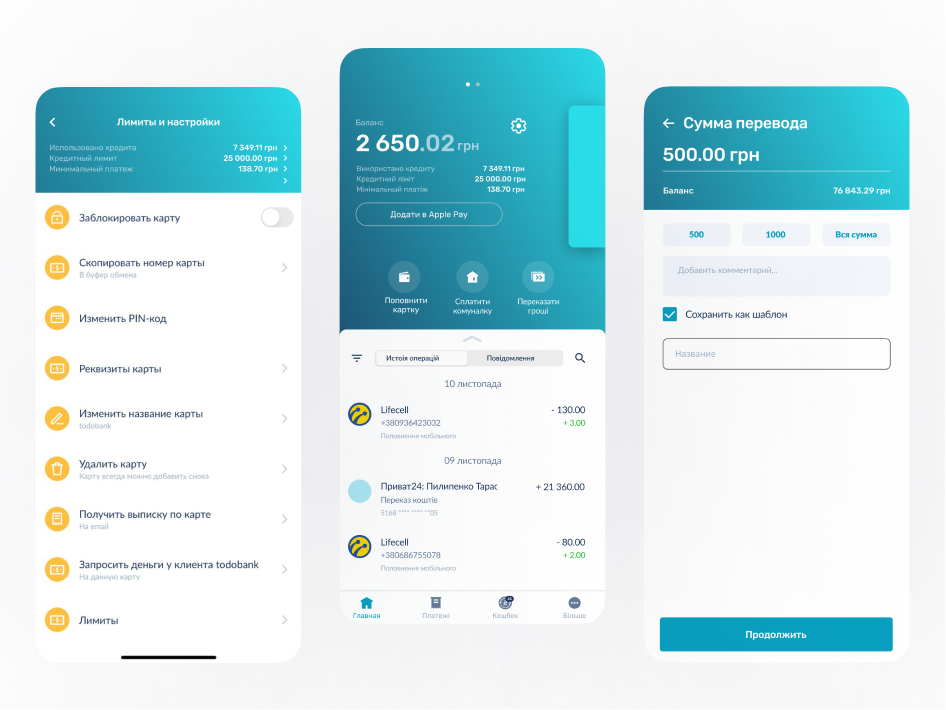 Лимиты и настройки
Использовано кредита 7 349.11 грн
Кредитный лимит 25 000.00 грн
Минимальный платеж 138.70 грн
Заблокировать карту
Скопировать номер карты
В буфер обмена
Изменить PIN-код
Реквизиты карты
Изменить название карты
todobank
Удалить карту
Карту всегда можно добавить снова
Получить выписку по карте
На email
Запросить деньги у клиента todobank
На данную карту
Лимиты
Баланс
2 650.02 грн
Використано кредиту 7 349.11 грн
Кредитний ліміт 25 000.00 грн
Мінімальный платіж 138.70 грн
Додати в Apple Pay
Поповнити
картку
Сплатити
комуналку
Переказати
гроші
Істоія операцій Повідомлення
10 листопада
Lifecell - 130.00
+380936423032 + 3.00
Поповнення мобільного
09 листопада
Приват24: Пилипенко Тарас + 21 360.00
Переказ коштів
5168 **** **** **05
Lifecell - 80.00
+380686755078 + 2.00
Поповнення мобільного
Главная Платежі Кошбек Більше
Сумма перевода
500.00 грн
Баланс 76 843.29 грн
500 1000 Вся сумма
Добавить комментарий...
Сохранить как шаблон
Название
Продолжить